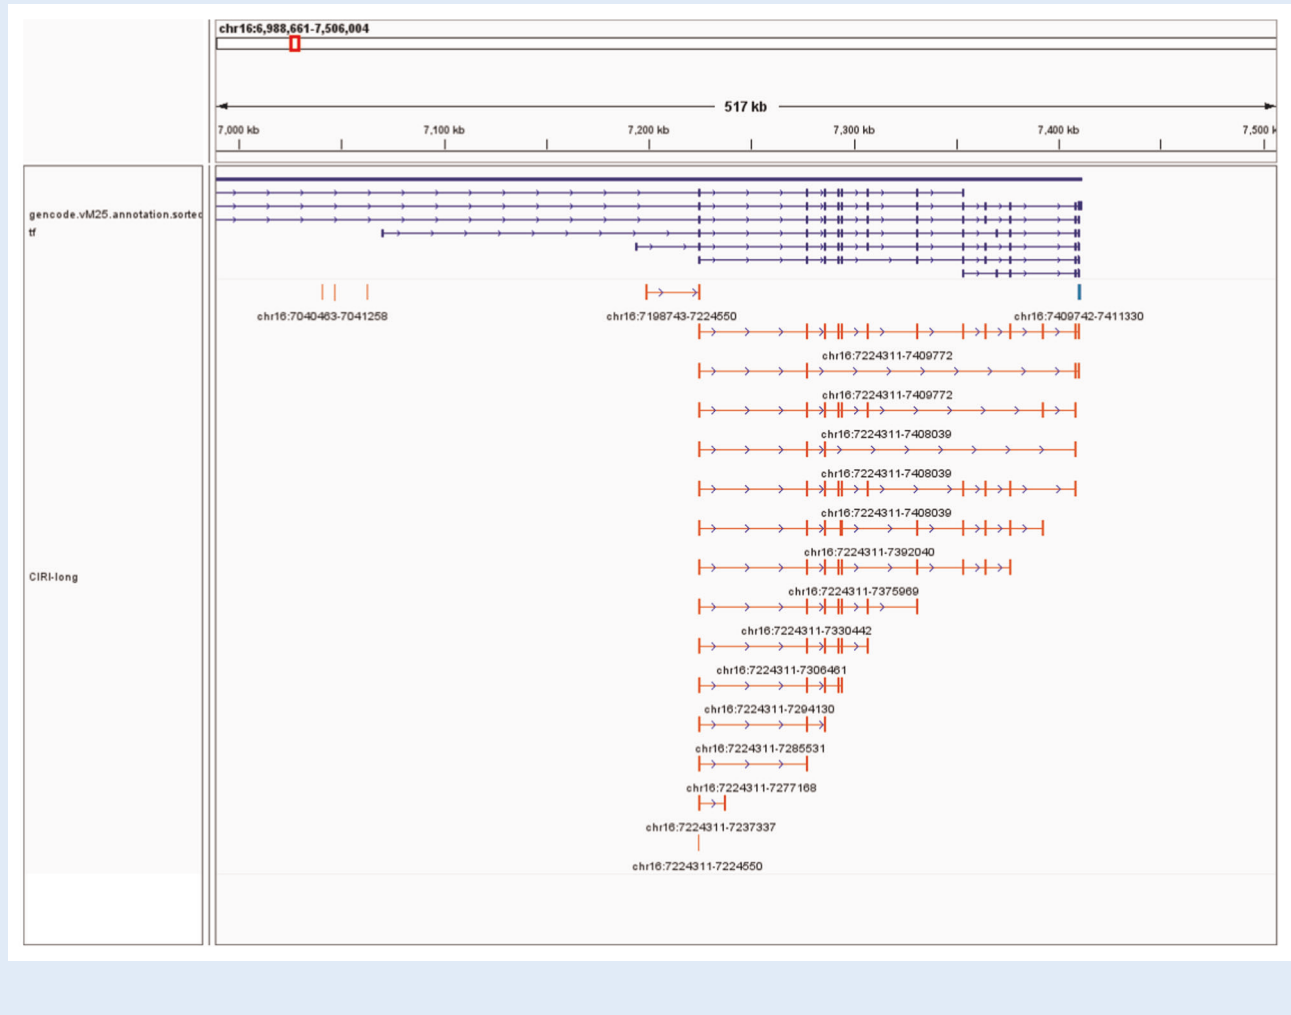 chr16:6,988,661-7,506,004
517 kb
7,000 kb 7,100 kb 7,200 kb 7,300 kb 7,400 kb 7,500 k
gencode.vM25.annotation.sorted
tf
chr16:7040463-7041258 chr16:7198743-7224550 chr16:7409742-7411330
chr16:7224311-7409772
chr16:7224311-7409772
chr16:7224311-7408039
chr16:7224311-7408039
chr16:7224311-7408039
chr16:7224311-7392040
CIRI-long
chr16:7224311-7375969
chr16:7224311-7330442
chr16:7224311-7306461
chr16:7224311-7294130
chr16:7224311-7285531
chr16:7224311-7277168
chr16:7224311-7237337
chr16:7224311-7224550